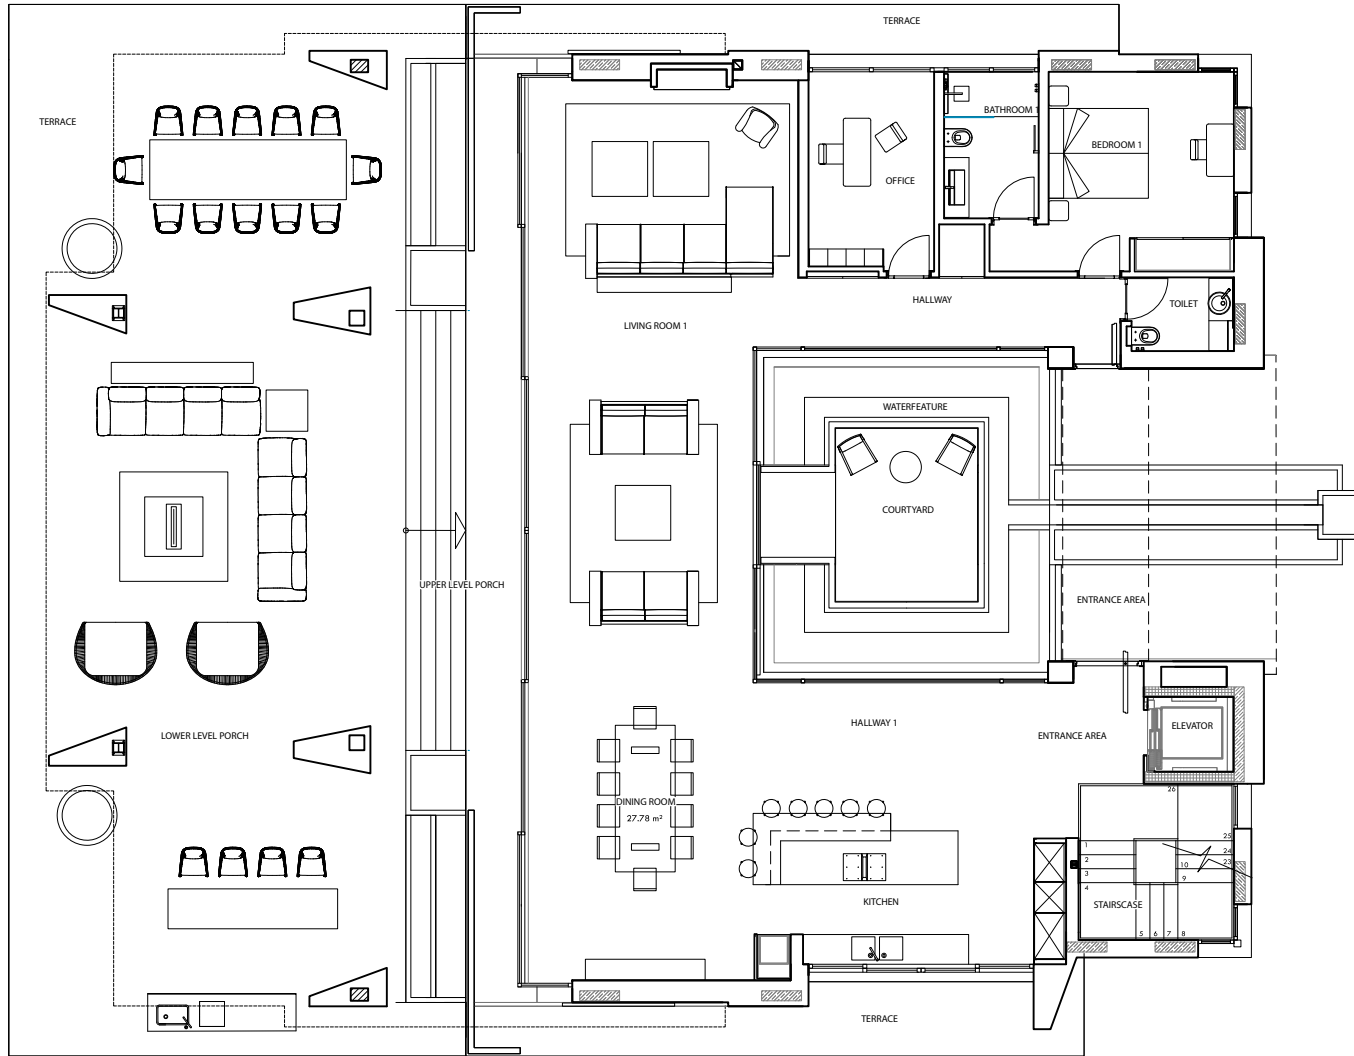 TERRACE
TERRACE
BATHROOM 1
BEDROOM 1
OFFICE
HALLWAY
TOILET
LIVING ROOM 1
WATERFEATURE
COURTYARD
UPPER LEVEL PORCH
ENTRANCE AREA
HALLWAY 1
ELEVATOR
LOWER LEVEL PORCH
ENTRANCE AREA
26
DINING ROOM
27.78 m²
25
1
24
2
10
23
3
9
4
KITCHEN
STAIRSCASE
5 6 7 8
TERRACE